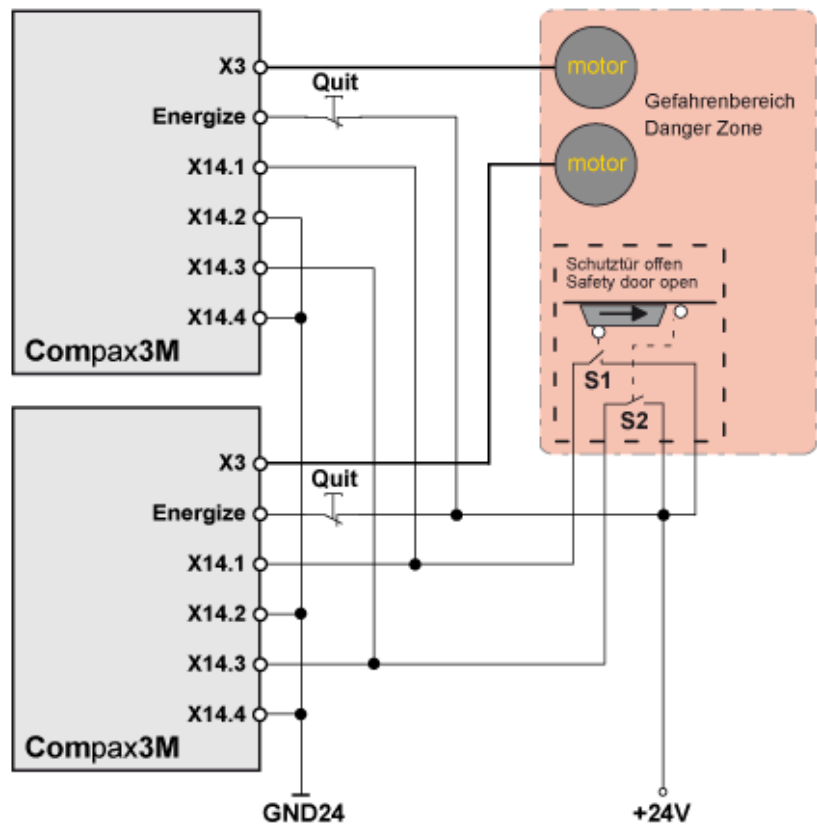 X3
Quit
Energize
X14.1
X14.2
X14.3
X14.4
Compax3M
motor
motor
Gefahrenbereich
Danger Zone
Schutztür offen
Safety door open
S1
S2
X3
Quit
Energize
X14.1
X14.2
X14.3
X14.4
Compax3M
GND24
+24V